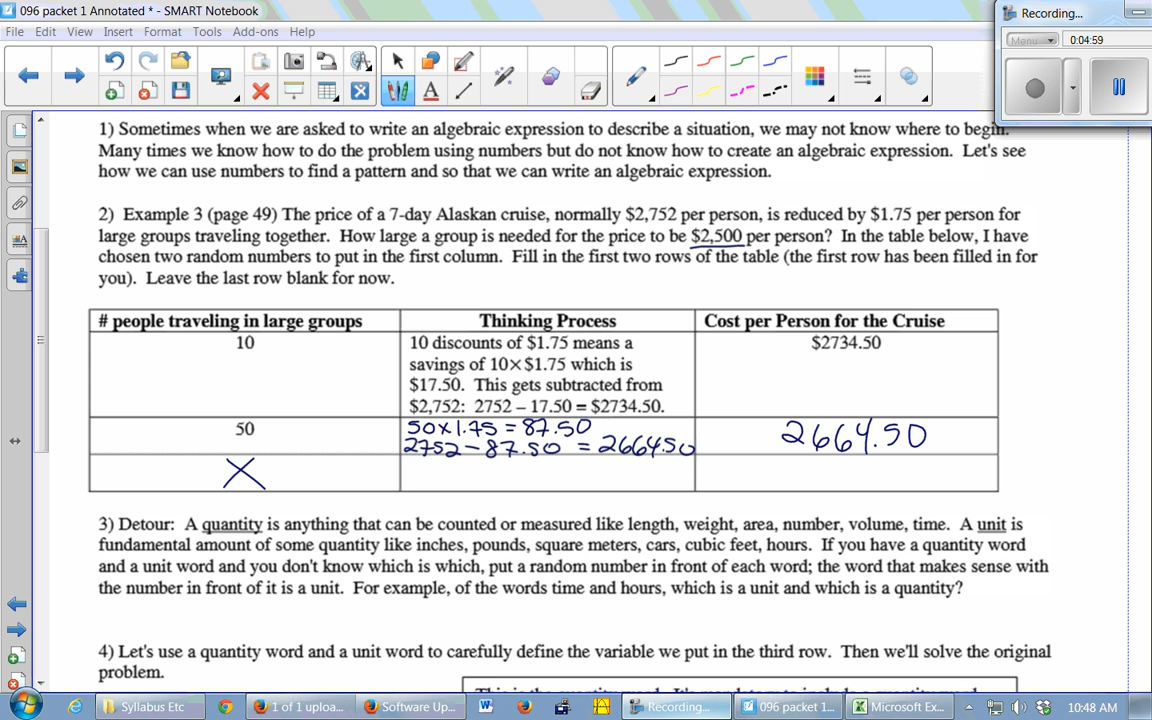 096 packet 1 Annotated * - SMART Notebook
Recording...
File Edit View Insert Format Tools Add-ons Help
Menu
0:04:59
1) Sometimes when we are asked to write an algebraic expression to describe a situation, we may not know where to begin.
Many times we know how to do the problem using numbers but do not know how to create an algebraic expression. Let's see
how we can use numbers to find a pattern and so that we can write an algebraic expression.
2) Example 3 (page 49) The price of a 7-day Alaskan cruise, normally $2,752 per person, is reduced by $1.75 per person for
large groups traveling together. How large a group is needed for the price to be $2,500 per person? In the table below, I have
chosen two random numbers to put in the first column. Fill in the first two rows of the table (the first row has been filled in for
you). Leave the last row blank for now.
# people traveling in large groups Thinking Process Cost per Person for the Cruise
10 10 discounts of $1.75 means a $2734.50
savings of 10×$1.75 which is
$17.50. This gets subtracted from
$2,752: 2752 – 17.50 = $2734.50.
50 50×1.75 = 87.50 2664.50
2752 – 87.50 = 2664.50
X
3) Detour: A quantity is anything that can be counted or measured like length, weight, area, number, volume, time. A unit is
fundamental amount of some quantity like inches, pounds, square meters, cars, cubic feet, hours. If you have a quantity word
and a unit word and you don't know which is which, put a random number in front of each word; the word that makes sense with
the number in front of it is a unit. For example, of the words time and hours, which is a unit and which is a quantity?
4) Let's use a quantity word and a unit word to carefully define the variable we put in the third row. Then we'll solve the original
problem.
Syllabus Etc
1 of 1 uploa...
Software Up...
Recording...
096 packet 1...
Microsoft Ex...
10:48 AM